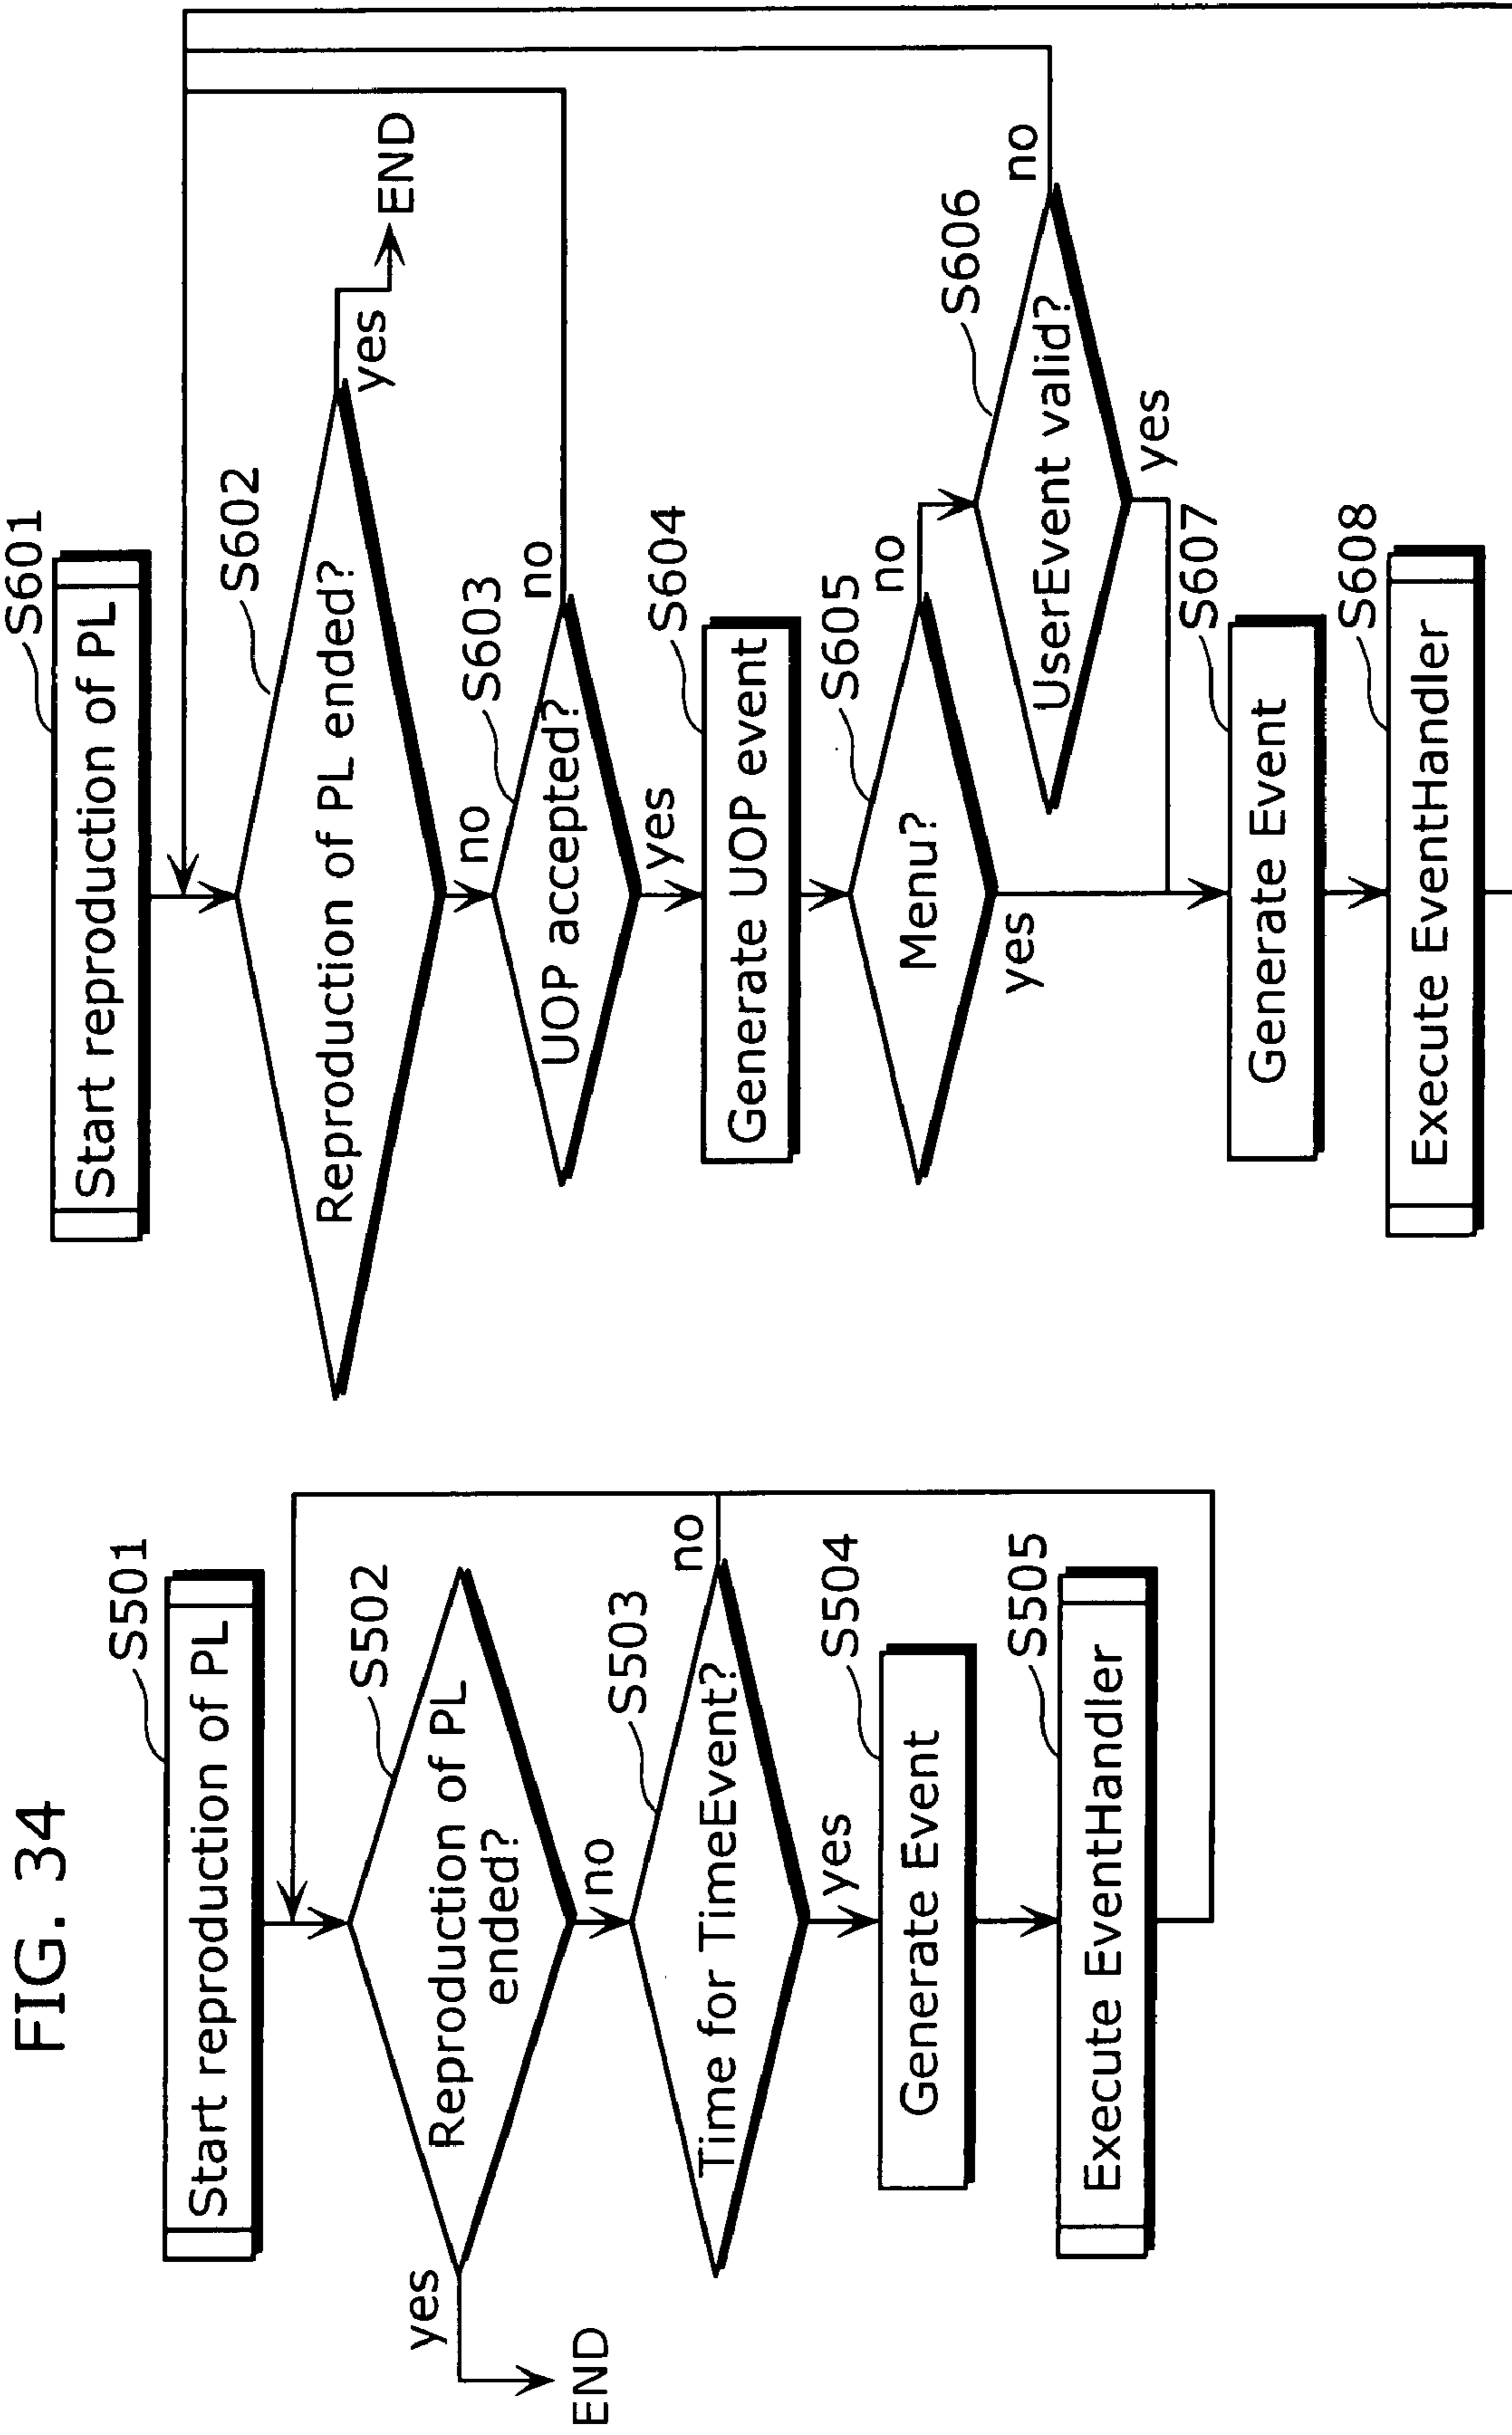 FIG. 34
S501
Start reproduction of PL
S502
Reproduction of PL
ended?
yes
END
no
S503
Time for TimeEvent?
no
yes
S504
Generate Event
S505
Execute EventHandler
S601
Start reproduction of PL
S602
Reproduction of PL ended?
yes
END
no
S603
UOP accepted?
no
yes
S604
Generate UOP event
S605
Menu?
no
yes
S606
UserEvent valid?
no
yes
S607
Generate Event
S608
Execute EventHandler